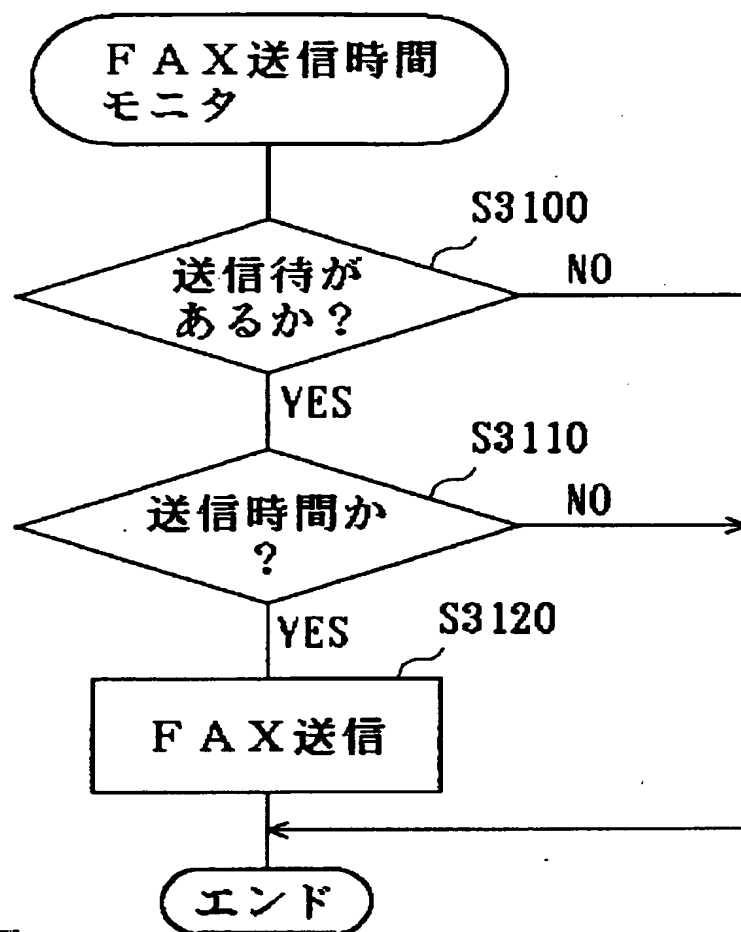 ＦＡＸ送信時間
モニタ
S3100
送信待が
あるか？
NO
YES
S3110
送信時間か
？
NO
YES
S3120
ＦＡＸ送信
エンド